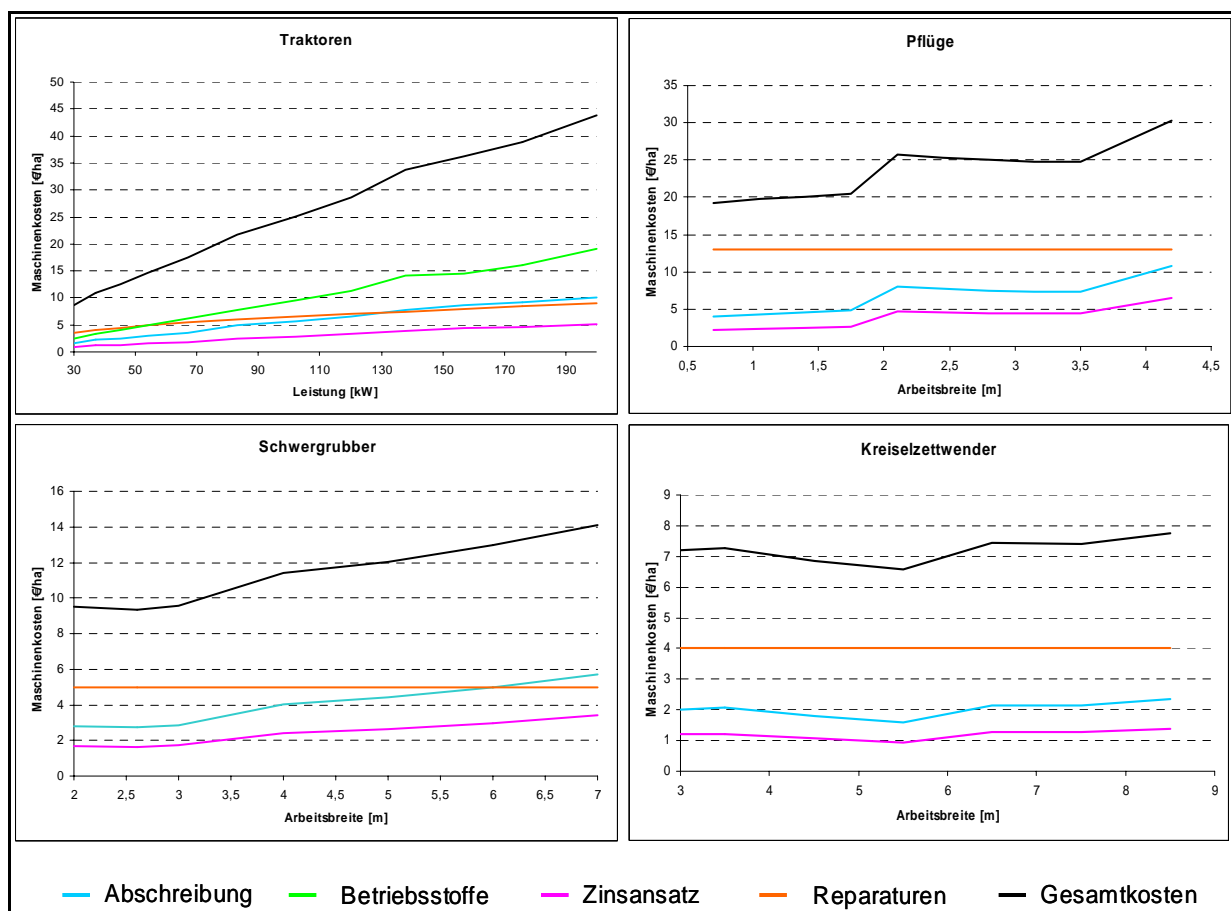 Traktoren
Maschinenkosten [€/ha]
50
45
40
35
30
25
20
15
10
5
0
30 50 70 90 110 130 150 170 190
Leistung [kW]
Pflüge
Maschinenkosten [€/ha]
35
30
25
20
15
10
5
0
0,5 1 1,5 2 2,5 3 3,5 4 4,5
Arbeitsbreite [m]
Schwergrubber
Maschinenkosten [€/ha]
16
14
12
10
8
6
4
2
0
2 2,5 3 3,5 4 4,5 5 5,5 6 6,5 7
Arbeitsbreite [m]
Kreiselzettwender
Maschinenkosten [€/ha]
9
8
7
6
5
4
3
2
1
0
3 4 5 6 7 8 9
Arbeitsbreite [m]
Abschreibung Betriebsstoffe Zinsansatz Reparaturen Gesamtkosten